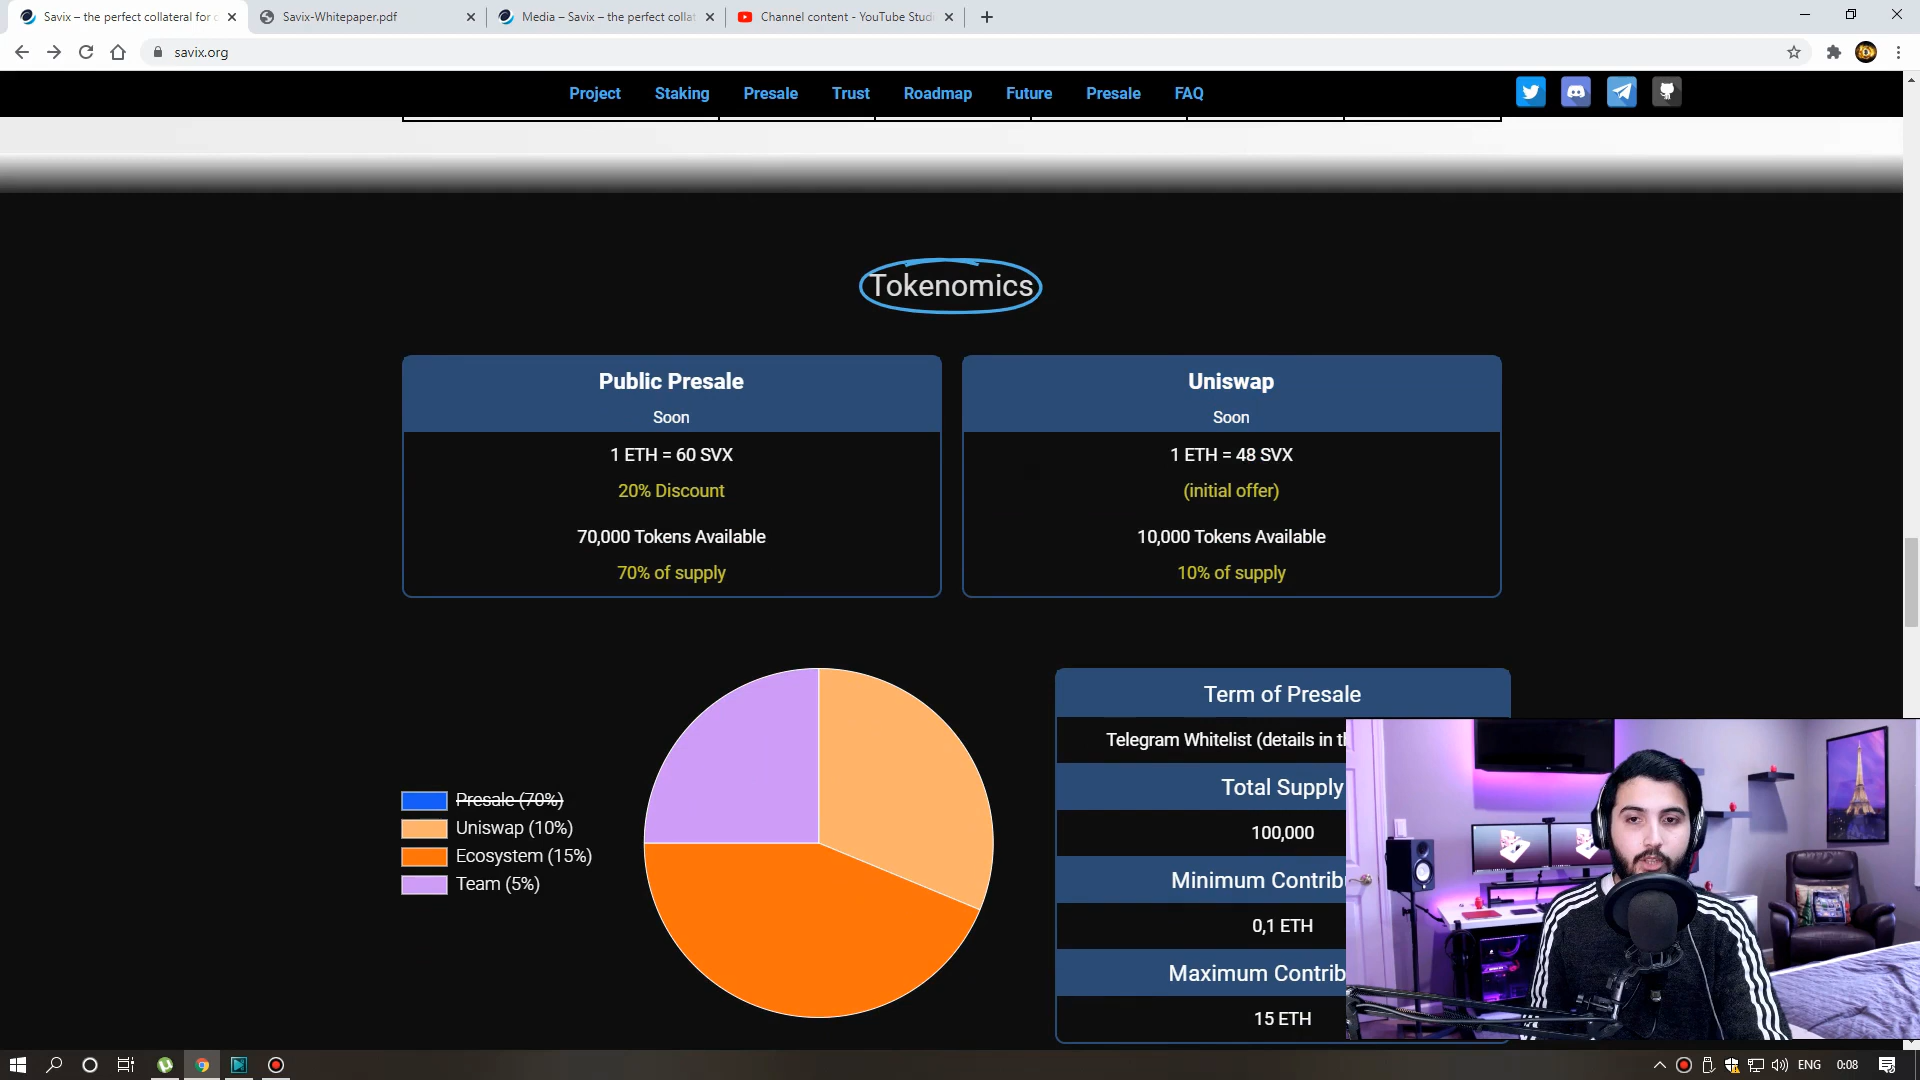 Savix – the perfect collateral for
Savix-Whitepaper.pdf
Media – Savix – the perfect collat
Channel content - YouTube Stud
savix.org
Project
Staking
Presale
Trust
Roadmap
Future
Presale
FAQ
Tokenomics
Public Presale
Soon
1 ETH = 60 SVX
20% Discount
70,000 Tokens Available
70% of supply
Uniswap
Soon
1 ETH = 48 SVX
(initial offer)
10,000 Tokens Available
10% of supply
Presale (70%)
Uniswap (10%)
Ecosystem (15%)
Team (5%)
Term of Presale
Telegram Whitelist (details in t
Total Supply
100,000
Minimum Contrib
0,1 ETH
Maximum Contrib
15 ETH
ENG
0:08